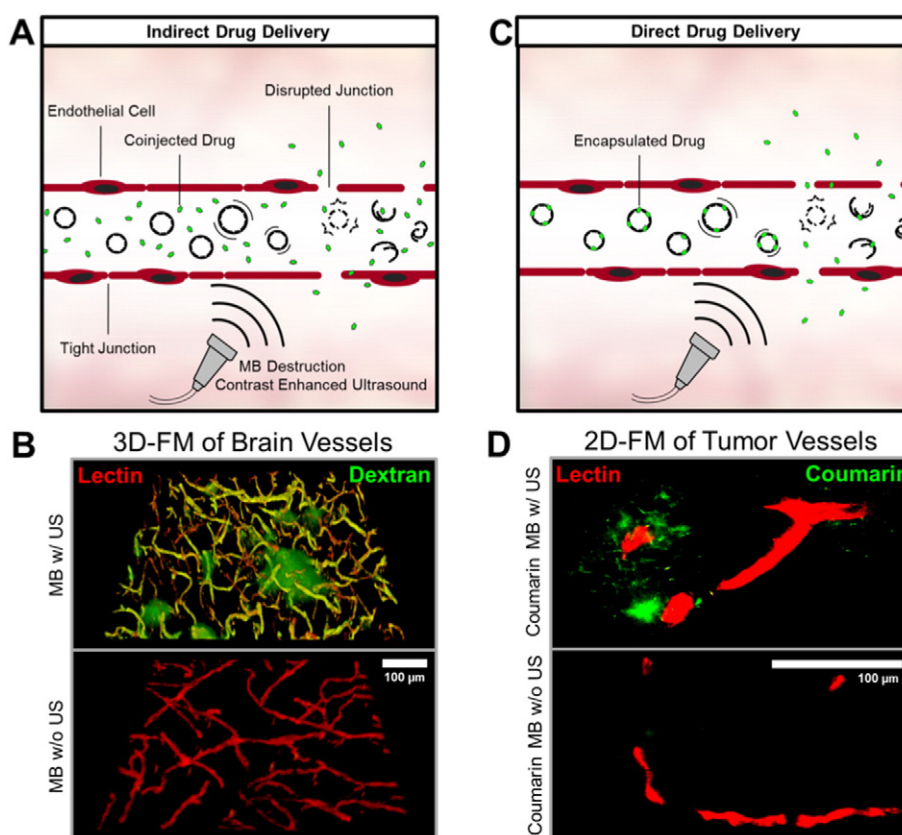 A
Indirect Drug Delivery
Disrupted Junction
Endothelial Cell
Coinjected Drug
Tight Junction
MB Destruction
Contrast Enhanced Ultrasound
B
3D-FM of Brain Vessels
MB w/ US
Lectin
Dextran
MB w/o US
100 µm
C
Direct Drug Delivery
Encapsulated Drug
D
2D-FM of Tumor Vessels
Coumarin MB w/ US
Lectin
Coumarin
Coumarin MB w/o US
100 µm